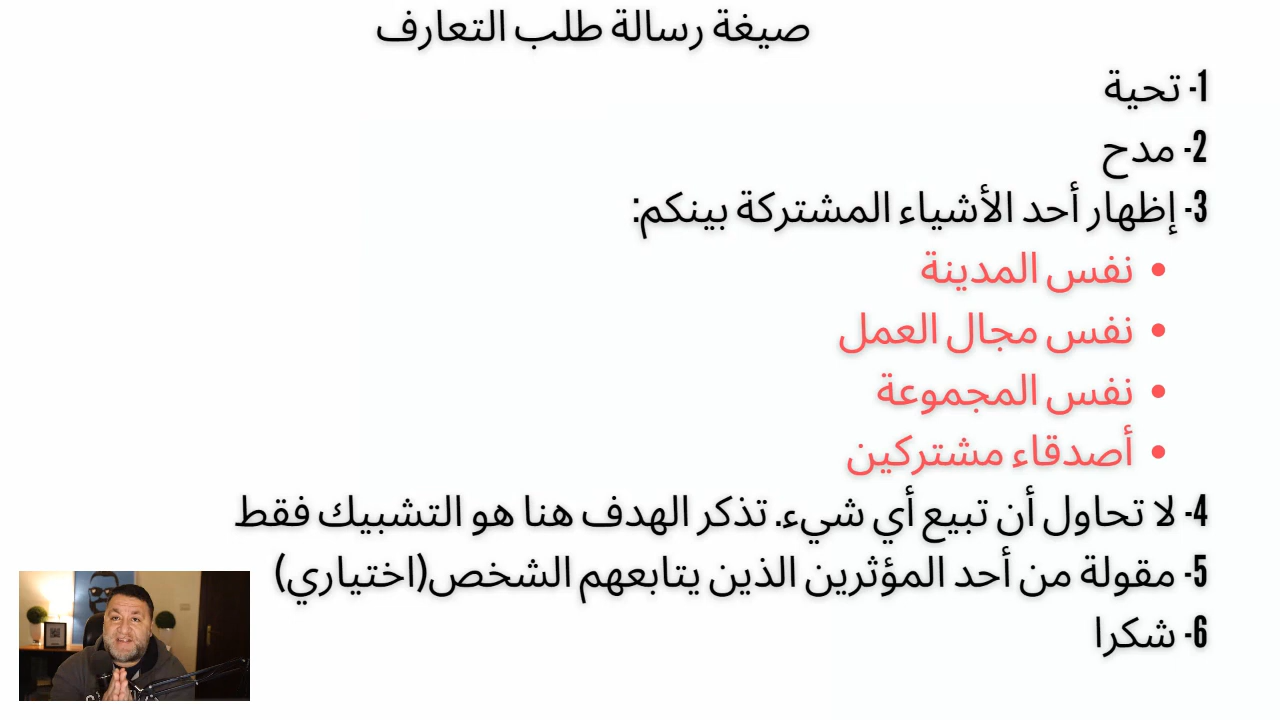 صيغة رسالة طلب التعارف
1- تحية
2- مدح
3- إظهار أحد الأشياء المشتركة بينكم:
• نفس المدينة
• نفس مجال العمل
• نفس المجموعة
• أصدقاء مشتركين
4- لا تحاول أن تبيع أي شيء. تذكر الهدف هنا هو التشبيك فقط
5- مقولة من أحد المؤثرين الذين يتابعهم الشخص(اختياري)
6- شكرا